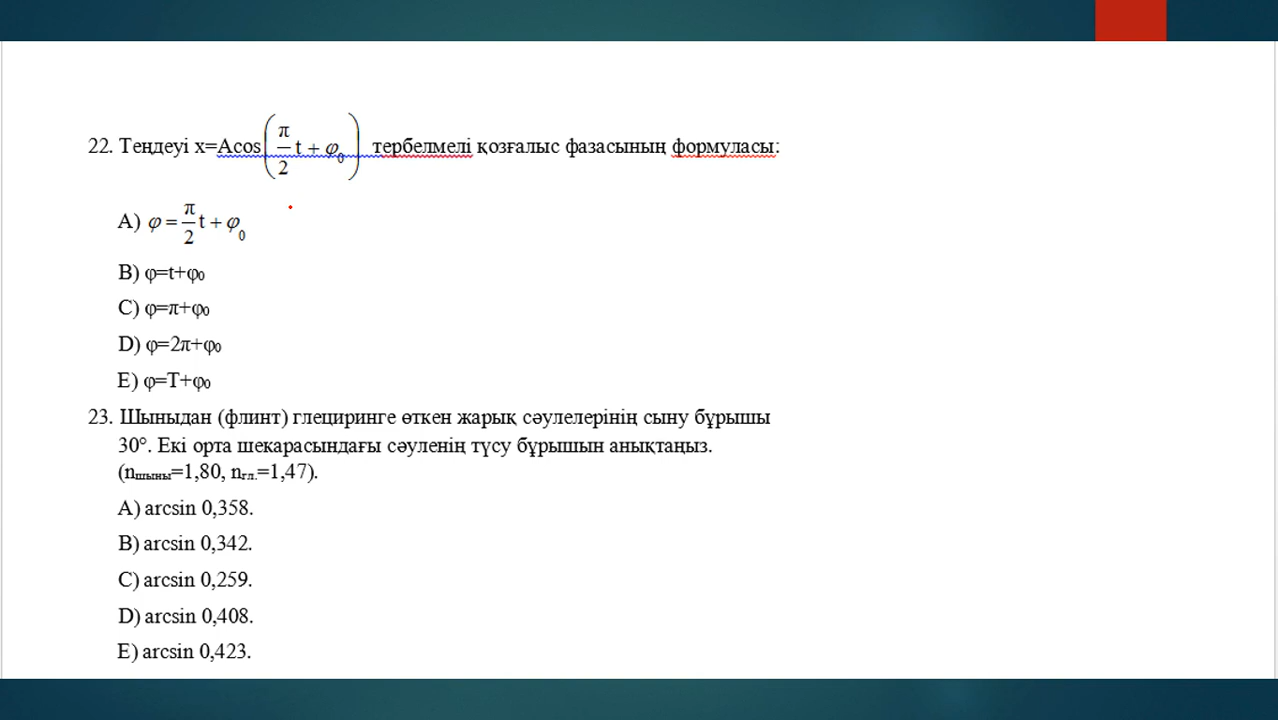 22. Теңдеуі x=Acos(π/2 t + φ₀) тербелмелі қозғалыс фазасының формуласы:
A) φ = π/2 t + φ₀
B) φ=t+φ₀
C) φ=π+φ₀
D) φ=2π+φ₀
E) φ=T+φ₀
23. Шыныдан (флинт) глециринге өткен жарық сәулелерінің сыну бұрышы
30°. Екі орта шекарасындағы сәуленің түсу бұрышын анықтаңыз.
(nшыны=1,80, nгл.=1,47).
A) arcsin 0,358.
B) arcsin 0,342.
C) arcsin 0,259.
D) arcsin 0,408.
E) arcsin 0,423.